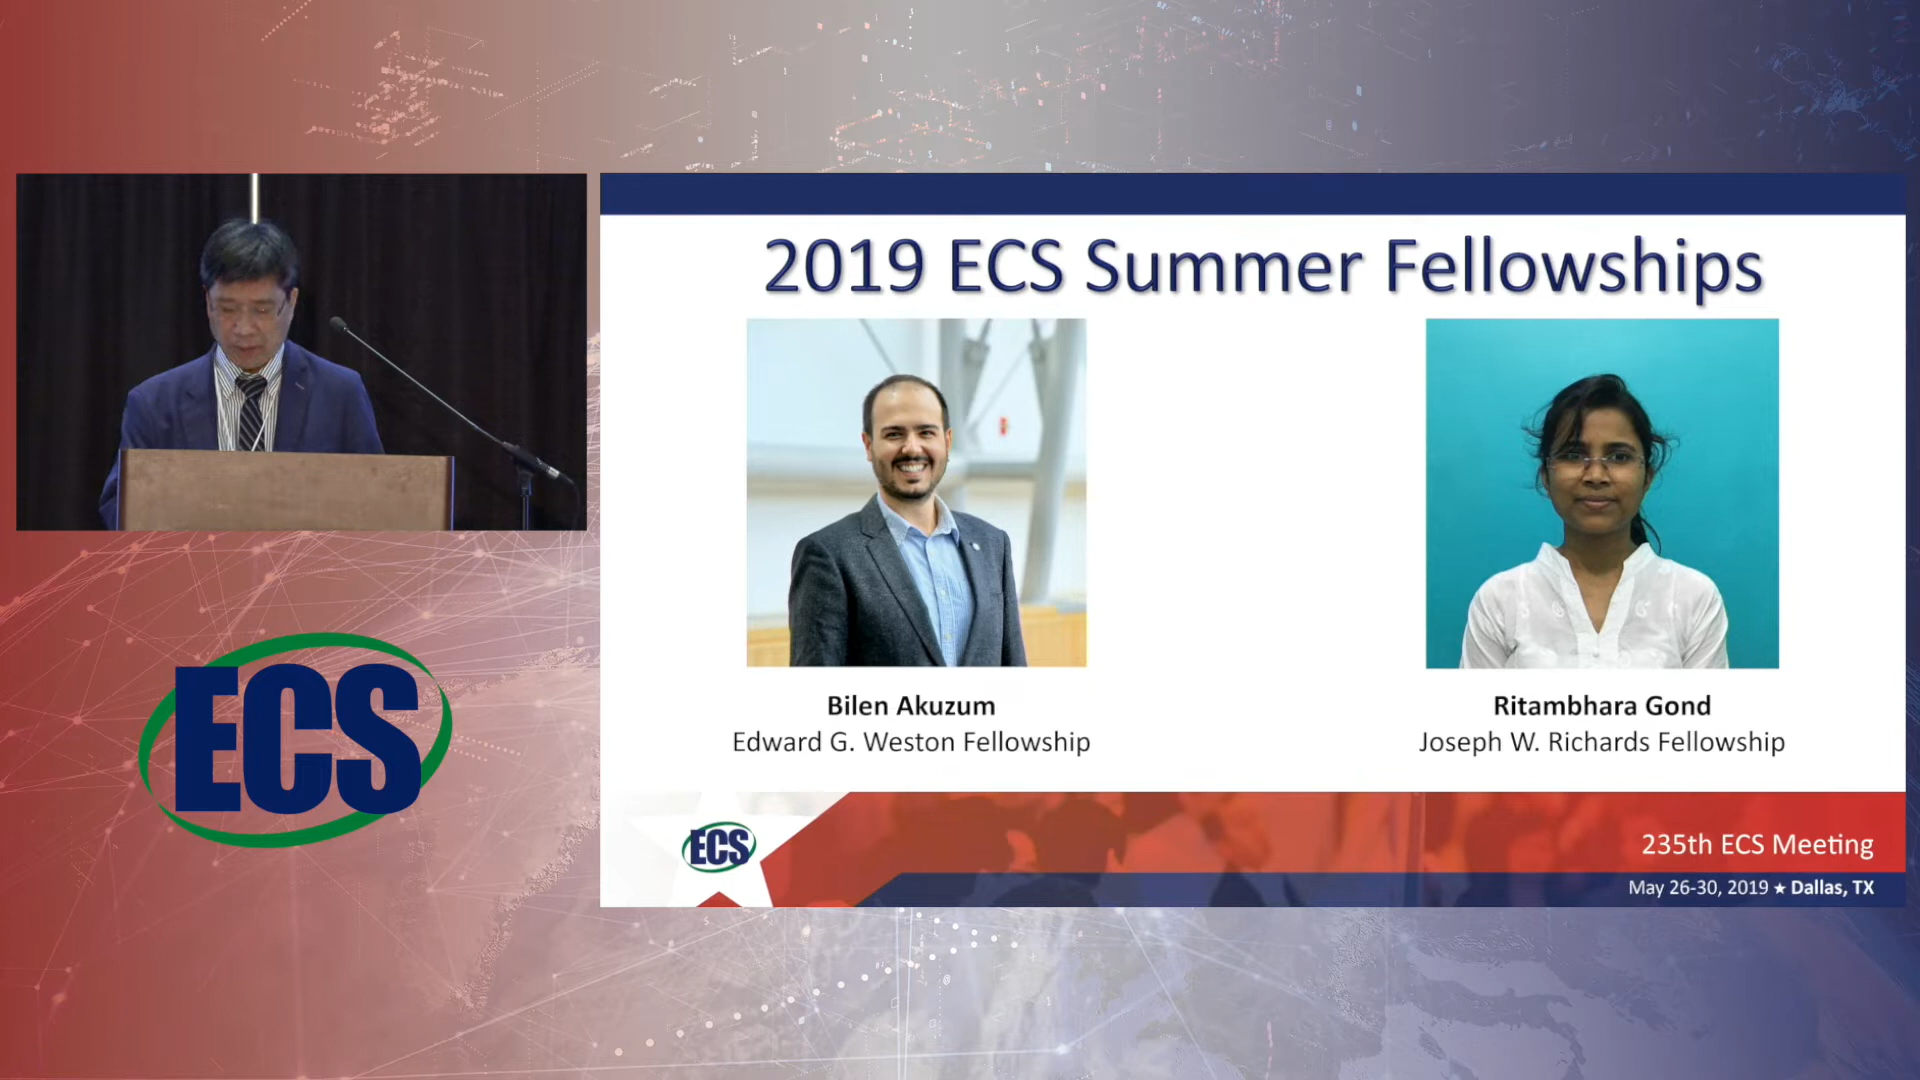 ECS
2019 ECS Summer Fellowships
Bilen Akuzum
Edward G. Weston Fellowship
Ritambhara Gond
Joseph W. Richards Fellowship
ECS
235th ECS Meeting
May 26-30, 2019 ★ Dallas, TX